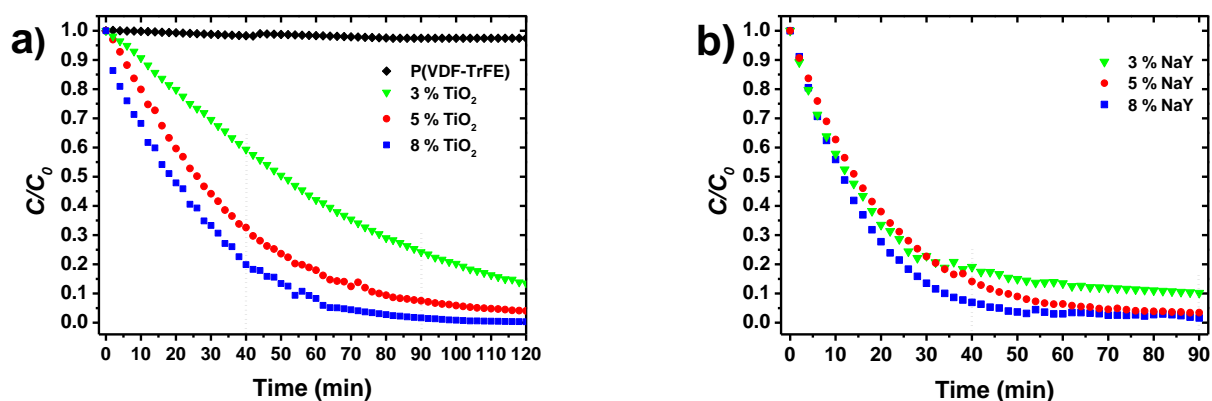 a)
C/C0
1.0
0.9
0.8
0.7
0.6
0.5
0.4
0.3
0.2
0.1
0.0
P(VDF-TrFE)
3 % TiO2
5 % TiO2
8 % TiO2
0 10 20 30 40 50 60 70 80 90 100 110 120
Time (min)
b)
C/C0
1.0
0.9
0.8
0.7
0.6
0.5
0.4
0.3
0.2
0.1
0.0
3 % NaY
5 % NaY
8 % NaY
0 10 20 30 40 50 60 70 80 90
Time (min)